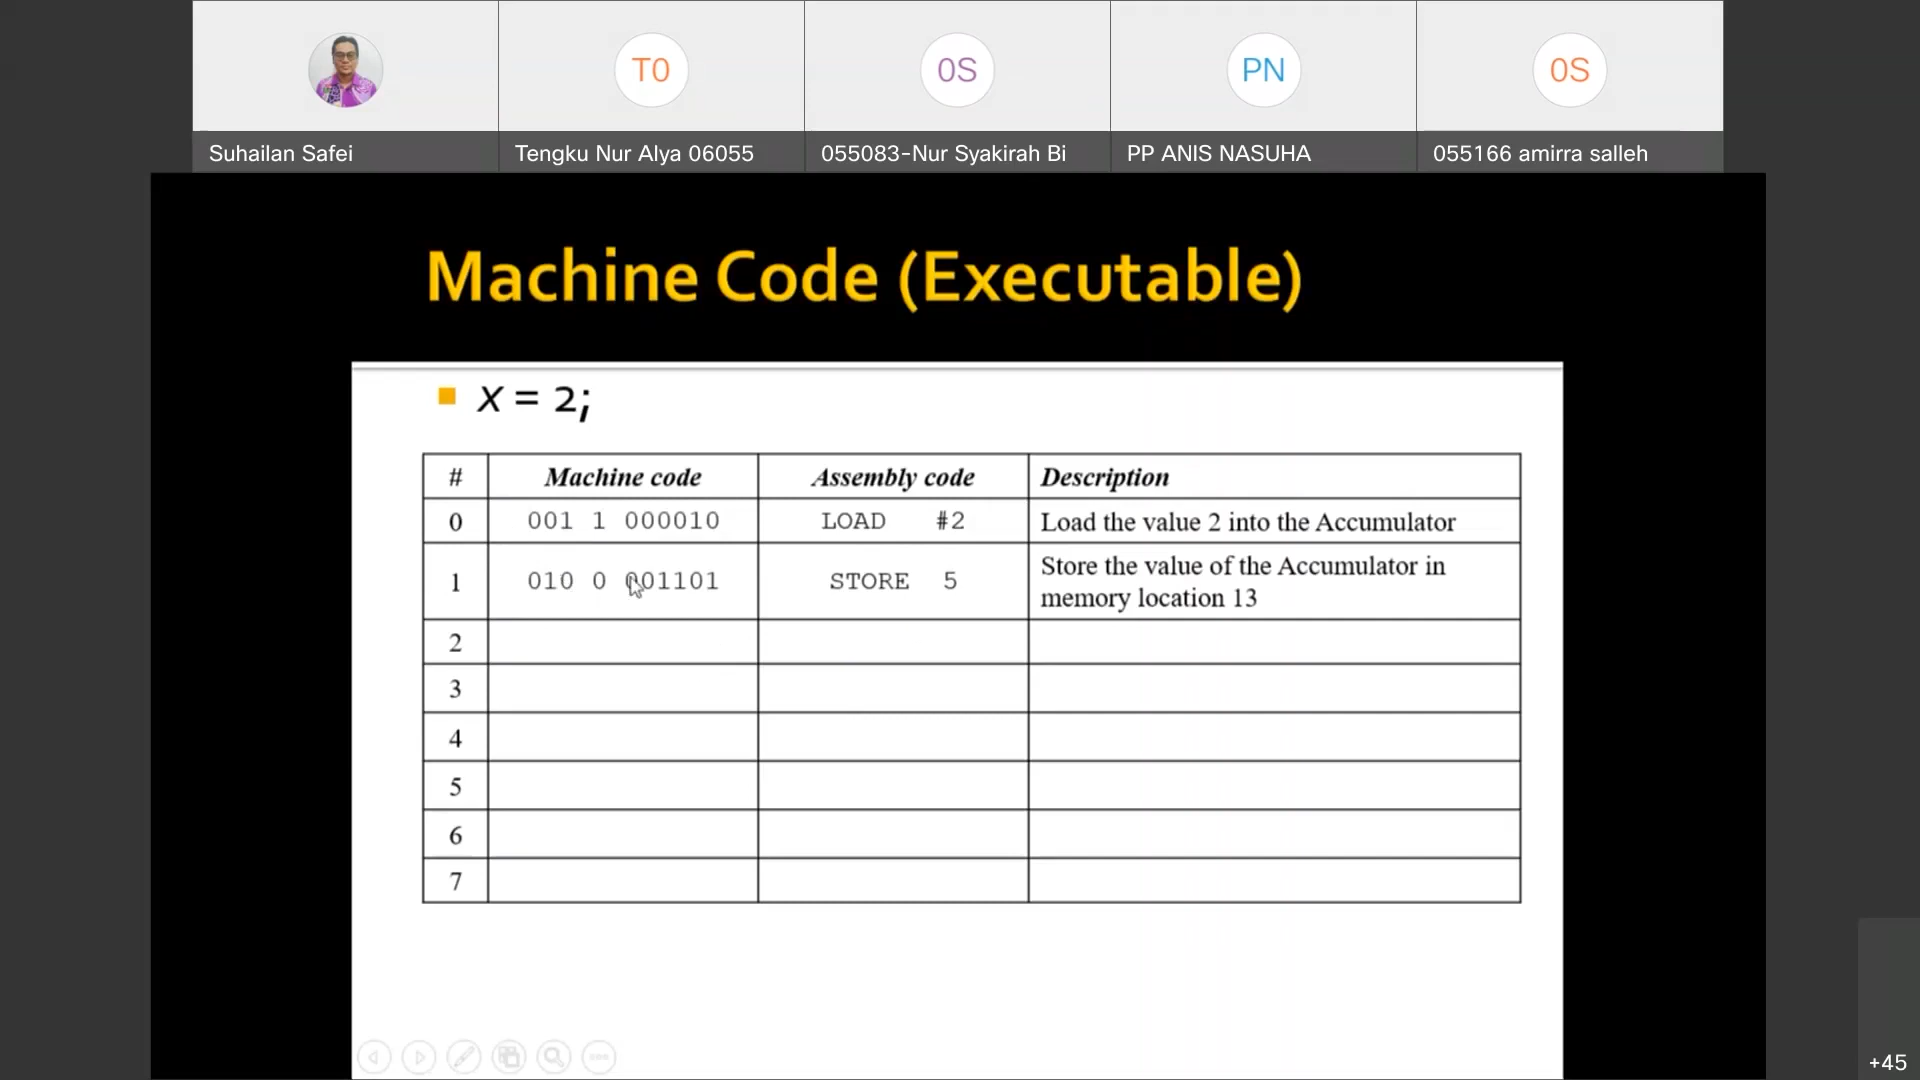 T0
0S
PN
0S
Suhailan Safei
Tengku Nur Alya 06055
055083-Nur Syakirah Bi
PP ANIS NASUHA
055166 amirra salleh
Machine Code (Executable)
x = 2;
# Machine code Assembly code Description
0 001 1 000010 LOAD #2 Load the value 2 into the Accumulator
1 010 0 001101 STORE 5 Store the value of the Accumulator in
memory location 13
2
3
4
5
6
7
+45